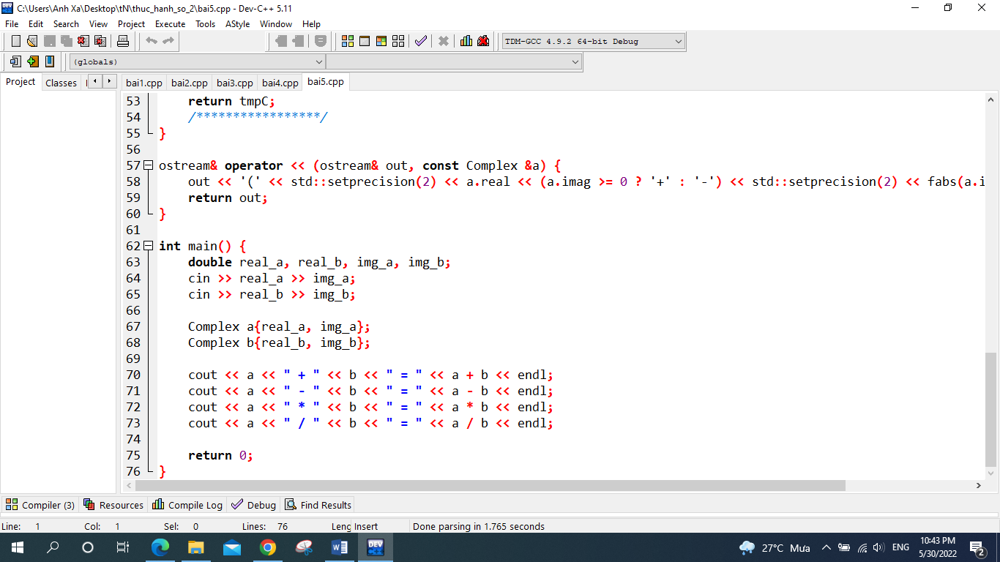 C:\Users\Anh Xa\Desktop\tN\thuc_hanh_so_2\bai5.cpp - Dev-C++ 5.11
File Edit Search View Project Execute Tools AStyle Window Help
TDM-GCC 4.9.2 64-bit Debug
(globals)
Project Classes
bai1.cpp bai2.cpp bai3.cpp bai4.cpp bai5.cpp
53 return tmpC;
54 /*****************/
55 }
56
57 ostream& operator << (ostream& out, const Complex &a) {
58 out << '(' << std::setprecision(2) << a.real << (a.imag >= 0 ? '+' : '-') << std::setprecision(2) << fabs(a.i
59 return out;
60 }
61
62 int main() {
63 double real_a, real_b, img_a, img_b;
64 cin >> real_a >> img_a;
65 cin >> real_b >> img_b;
66
67 Complex a{real_a, img_a};
68 Complex b{real_b, img_b};
69
70 cout << a << " + " << b << " = " << a + b << endl;
71 cout << a << " - " << b << " = " << a - b << endl;
72 cout << a << " * " << b << " = " << a * b << endl;
73 cout << a << " / " << b << " = " << a / b << endl;
74
75 return 0;
76 }
Compiler (3) Resources Compile Log Debug Find Results
Line: 1 Col: 1 Sel: 0 Lines: 76 Leng Insert Done parsing in 1.765 seconds
DEV 27°C Mưa ENG 10:43 PM
5/30/2022 2